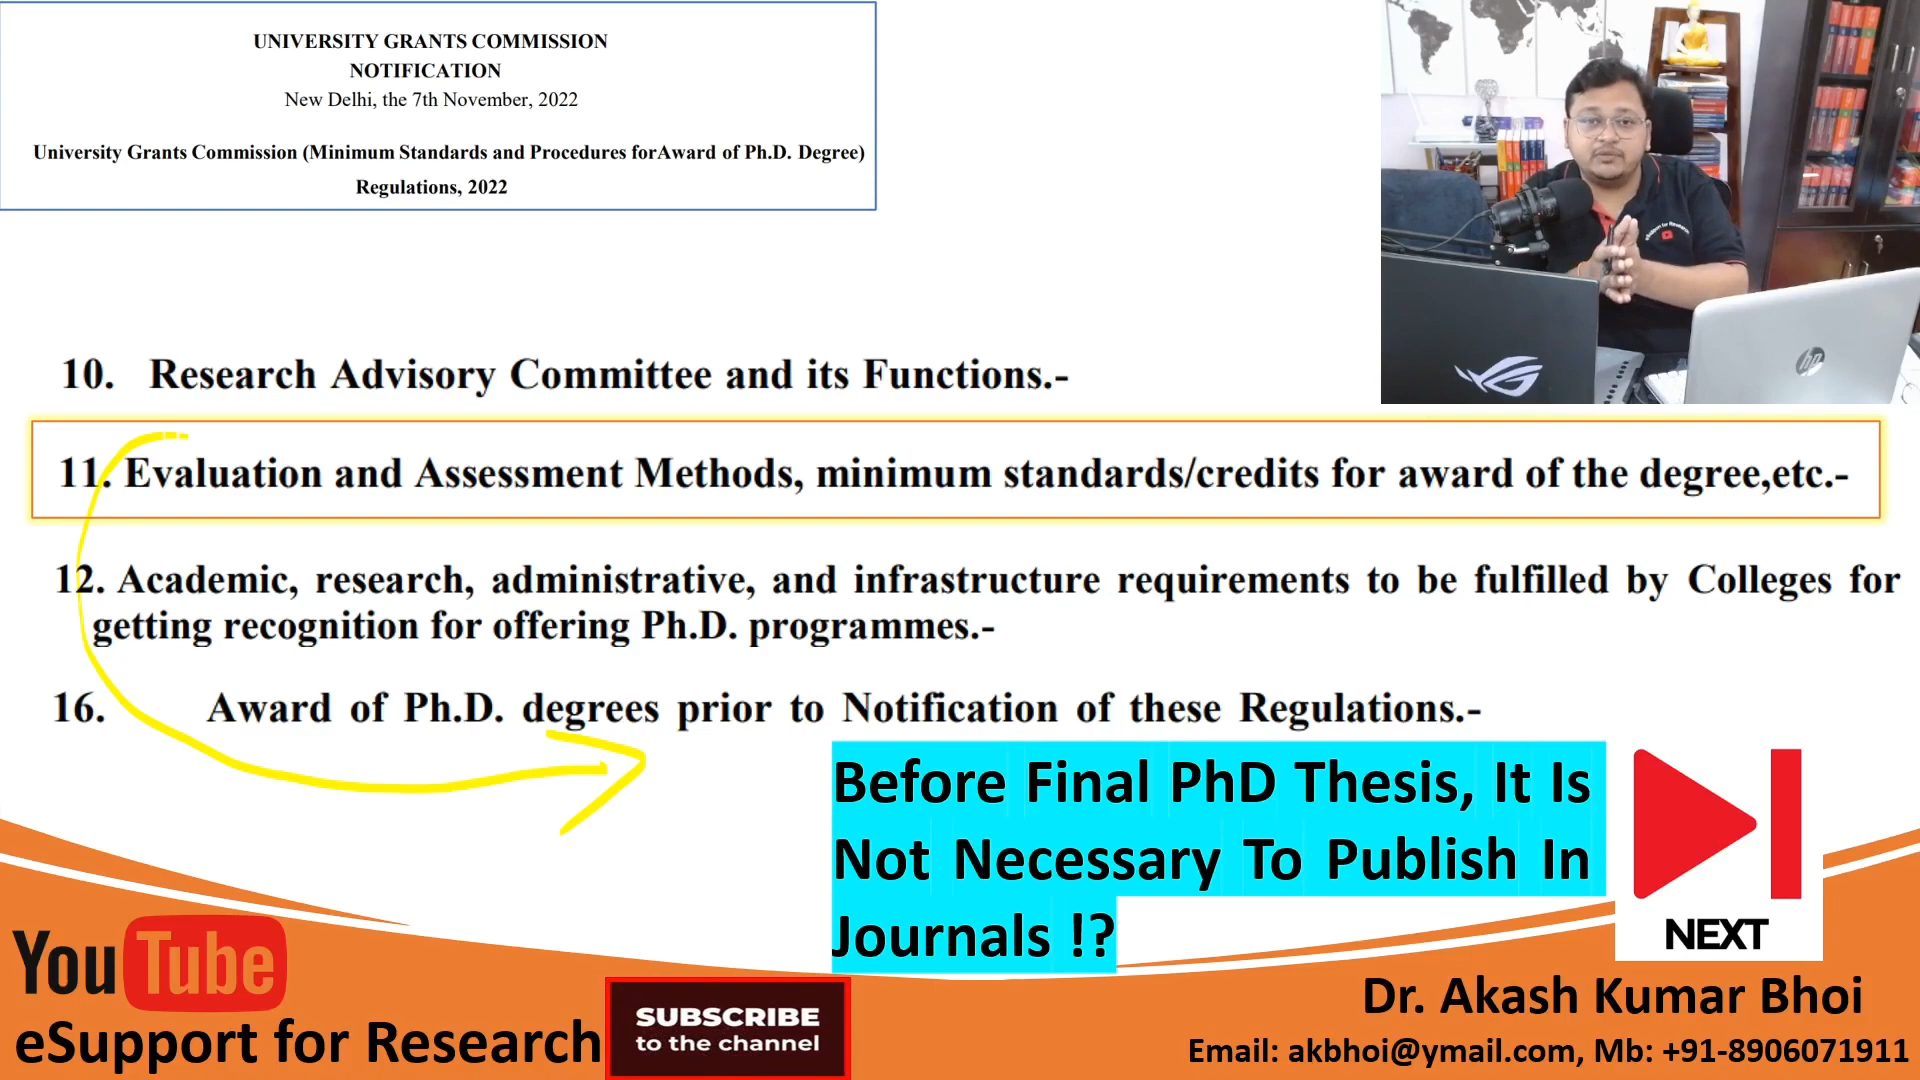 UNIVERSITY GRANTS COMMISSION
NOTIFICATION
New Delhi, the 7th November, 2022
University Grants Commission (Minimum Standards and Procedures forAward of Ph.D. Degree)
Regulations, 2022
10. Research Advisory Committee and its Functions.-
11. Evaluation and Assessment Methods, minimum standards/credits for award of the degree,etc.-
12. Academic, research, administrative, and infrastructure requirements to be fulfilled by Colleges for
getting recognition for offering Ph.D. programmes.-
16. Award of Ph.D. degrees prior to Notification of these Regulations.-
Before Final PhD Thesis, It Is
Not Necessary To Publish In
Journals !?
NEXT
YouTube
eSupport for Research
SUBSCRIBE
to the channel
Dr. Akash Kumar Bhoi
Email: akbhoi@ymail.com, Mb: +91-8906071911
eSupport for Research
hp